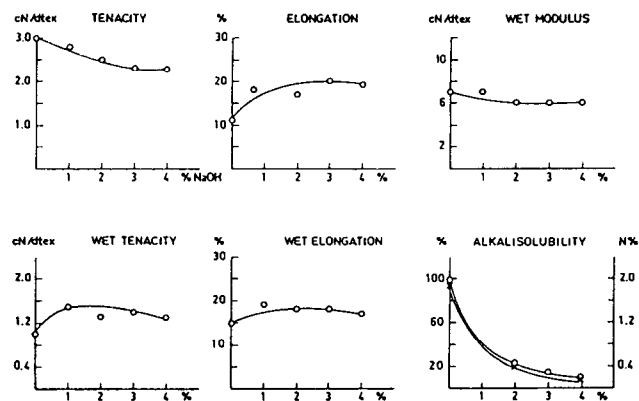 cN/dtex TENACITY
3.0
2.0
1.0
1 2 3 4 % NaOH
% ELONGATION
30
20
10
1 2 3 4 %
cN/dtex WET MODULUS
10
6
2
1 2 3 4 %
cN/dtex WET TENACITY
2.0
1.2
0.4
1 2 3 4 %
% WET ELONGATION
30
20
10
1 2 3 4 %
% ALKALISOLUBILITY N%
100
60
20
2.0
1.2
0.4
1 2 3 4 %